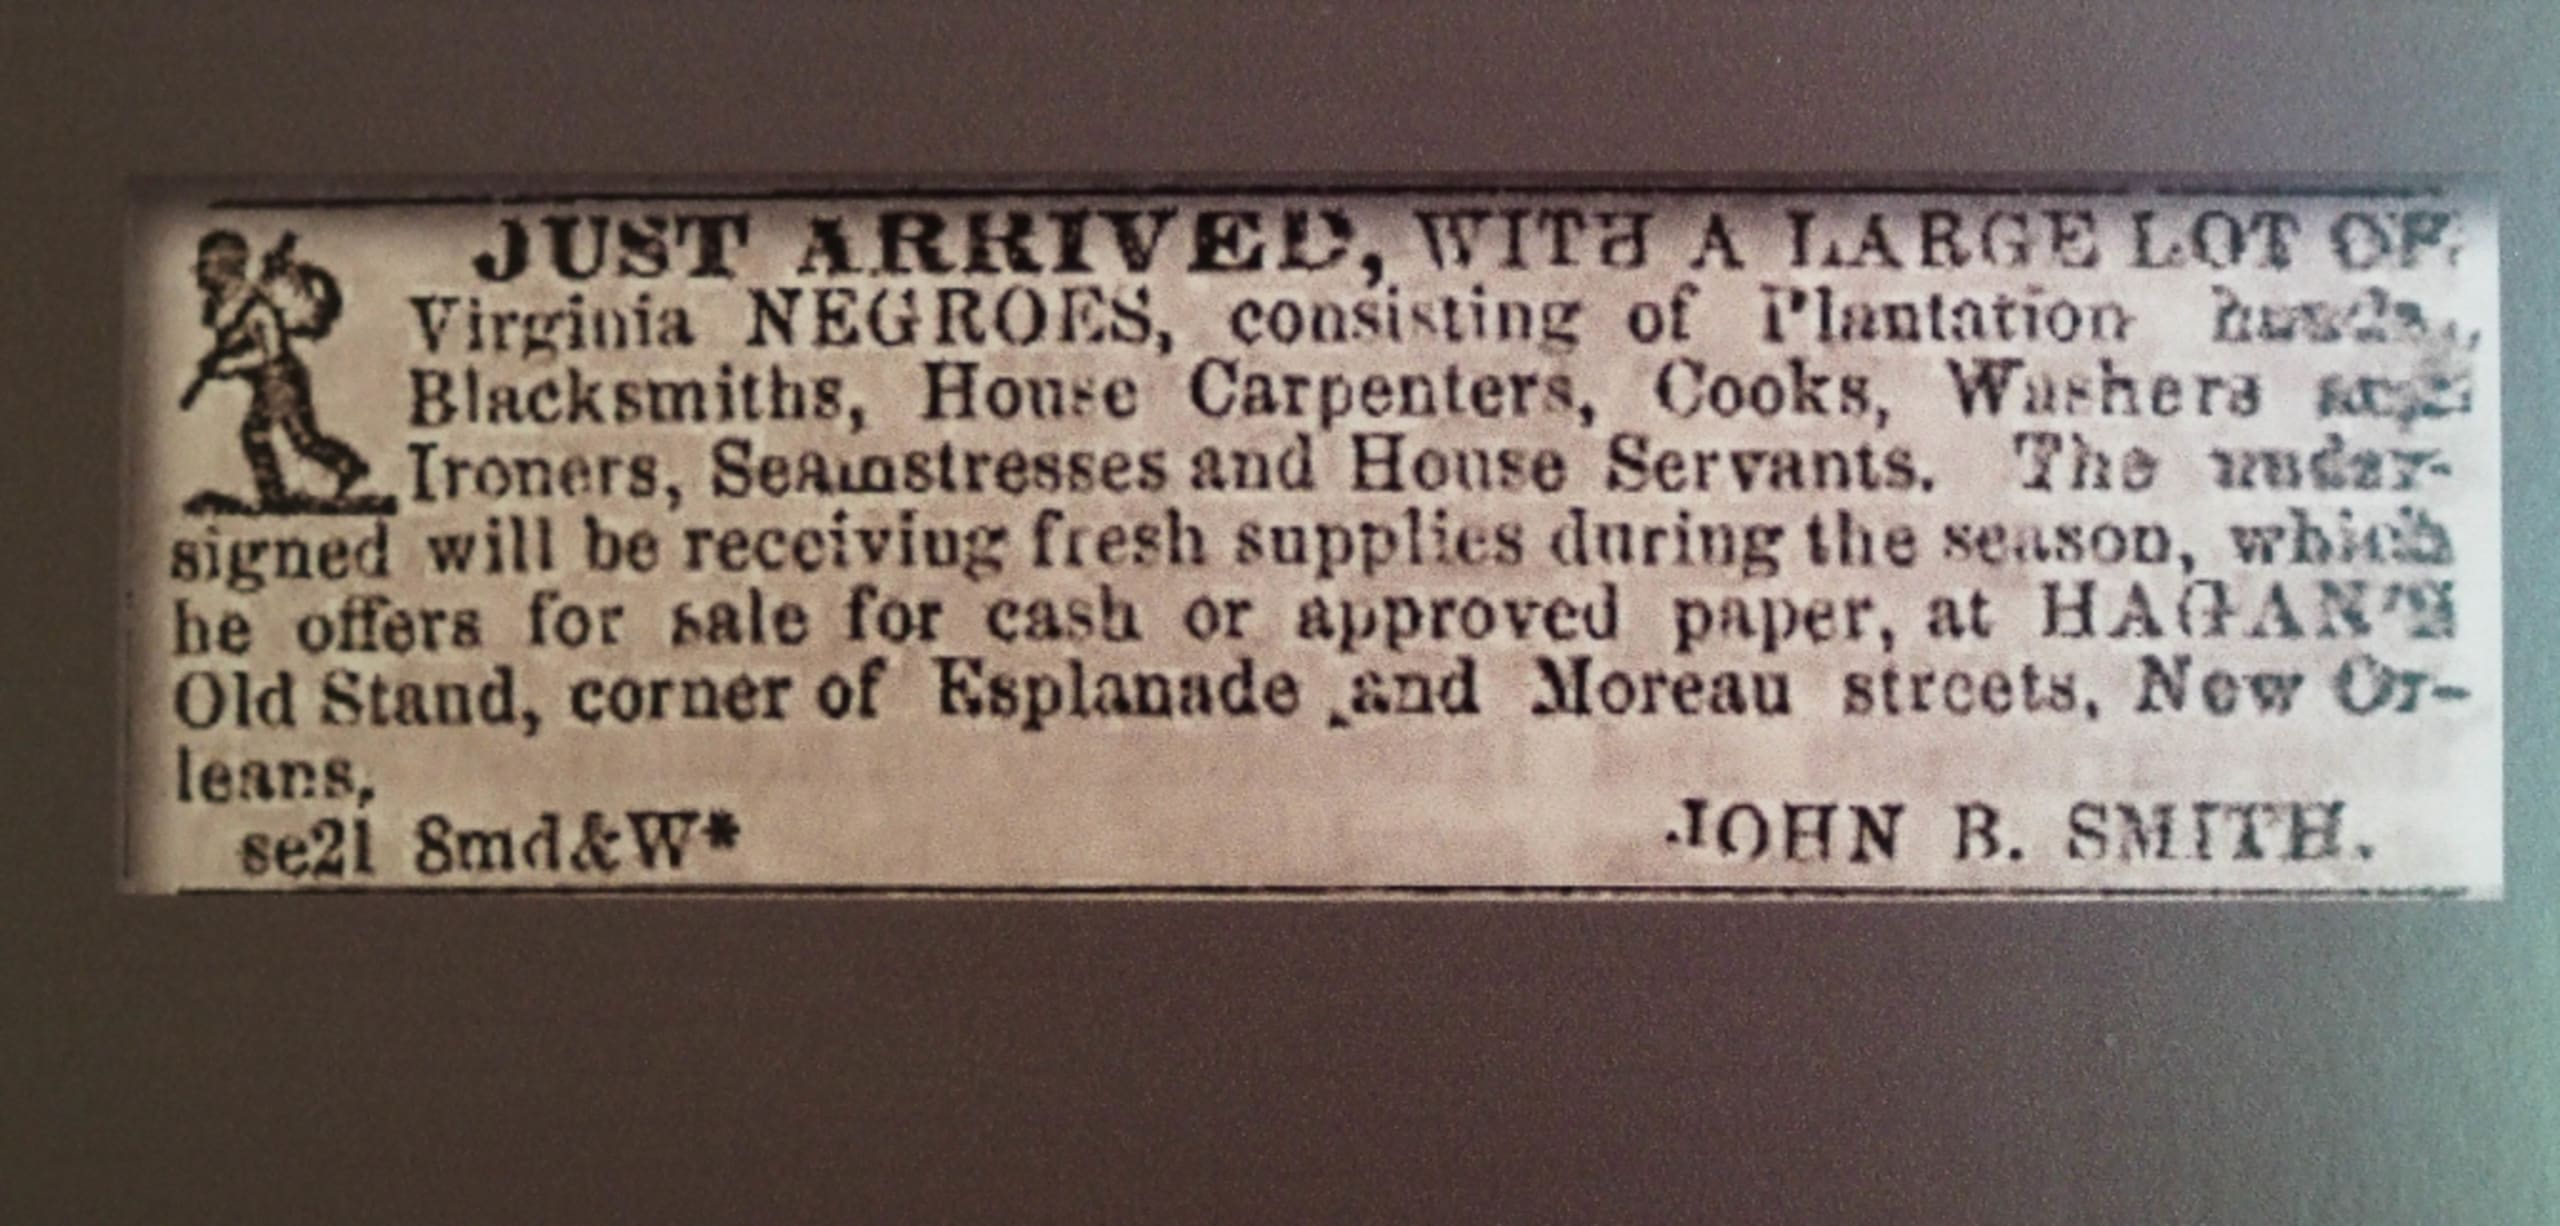 JUST ARRIVED, WITH A LARGE LOT OF
Virginia NEGROES, consisting of Plantation hands,
Blacksmiths, House Carpenters, Cooks, Washers and
Ironers, Seamstresses and House Servants. The under-
signed will be receiving fresh supplies during the season, which
he offers for sale for cash or approved paper, at HAGAN'S
Old Stand, corner of Esplanade and Moreau streets, New Or-
leans,
JOHN B. SMITH.
se21 8md&W*